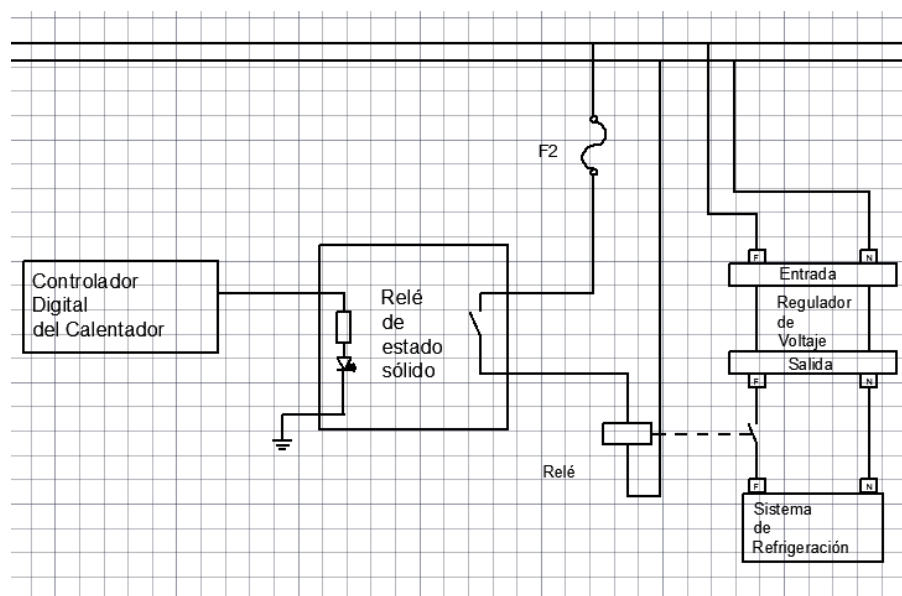 F2
F
N
Entrada
Controlador
Digital
del Calentador
Relé
de
estado
sólido
Regulador
de
Voltaje
Salida
F
N
Relé
F
N
Sistema
de
Refrigeración